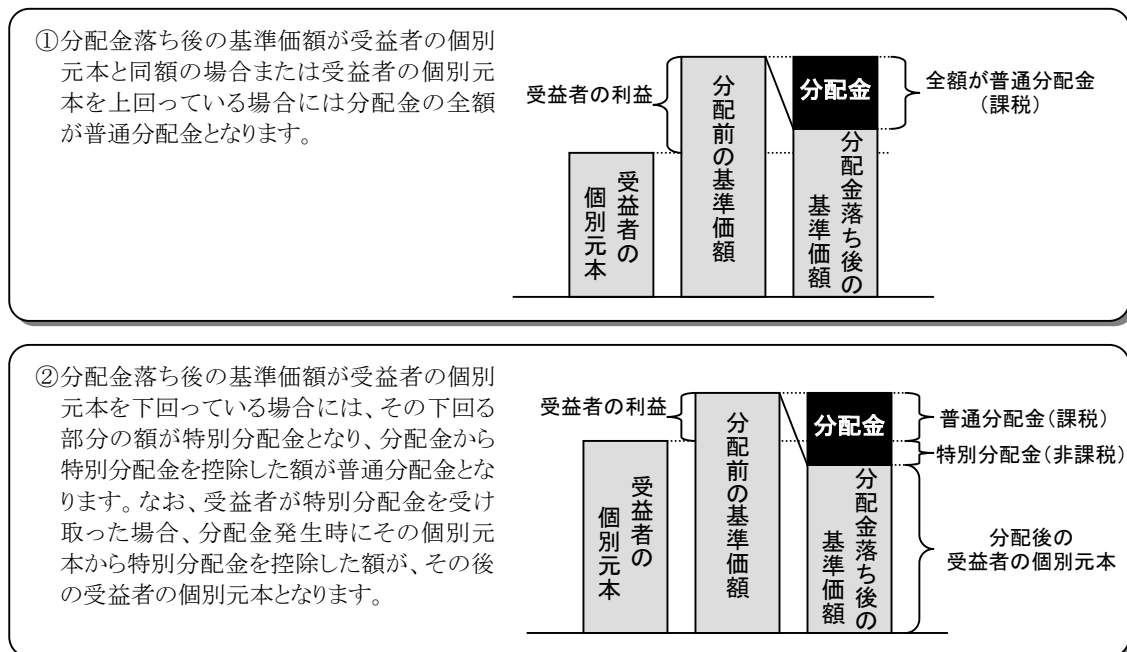 ①分配金落ち後の基準価額が受益者の個別
元本と同額の場合または受益者の個別元
本を上回っている場合には分配金の全額
が普通分配金となります。
受益者の利益
受益者の
個別元本
分配前の基準価額
分配金
分配金落ち後の
基準価額
全額が普通分配金
(課税)
②分配金落ち後の基準価額が受益者の個別
元本を下回っている場合には、その下回る
部分の額が特別分配金となり、分配金から
特別分配金を控除した額が普通分配金とな
ります。なお、受益者が特別分配金を受け
取った場合、分配金発生時にその個別元
本から特別分配金を控除した額が、その後
の受益者の個別元本となります。
受益者の利益
受益者の
個別元本
分配前の基準価額
分配金
分配金落ち後の
基準価額
普通分配金(課税)
特別分配金(非課税)
分配後の
受益者の個別元本